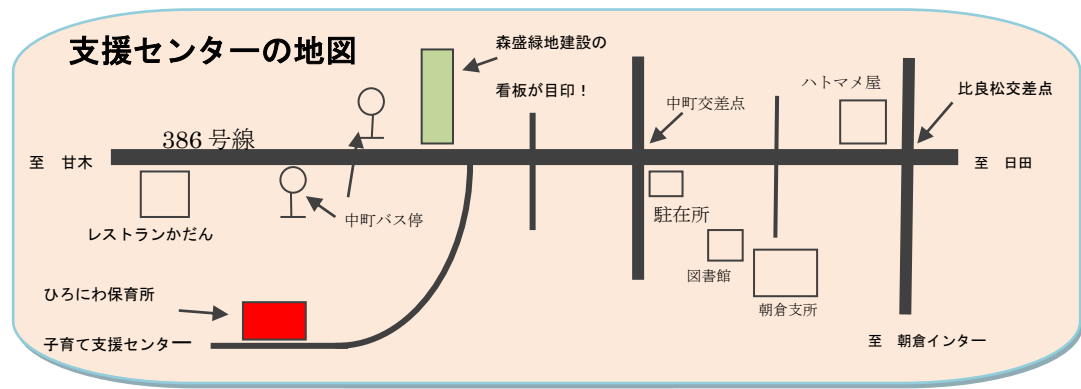 支援センターの地図
森盛緑地建設の
看板が目印！
ハトマメ屋
比良松交差点
中町交差点
386 号線
至　甘木
至　日田
レストランかだん
中町バス停
駐在所
図書館
朝倉支所
ひろにわ保育所
子育て支援センター
至　朝倉インター